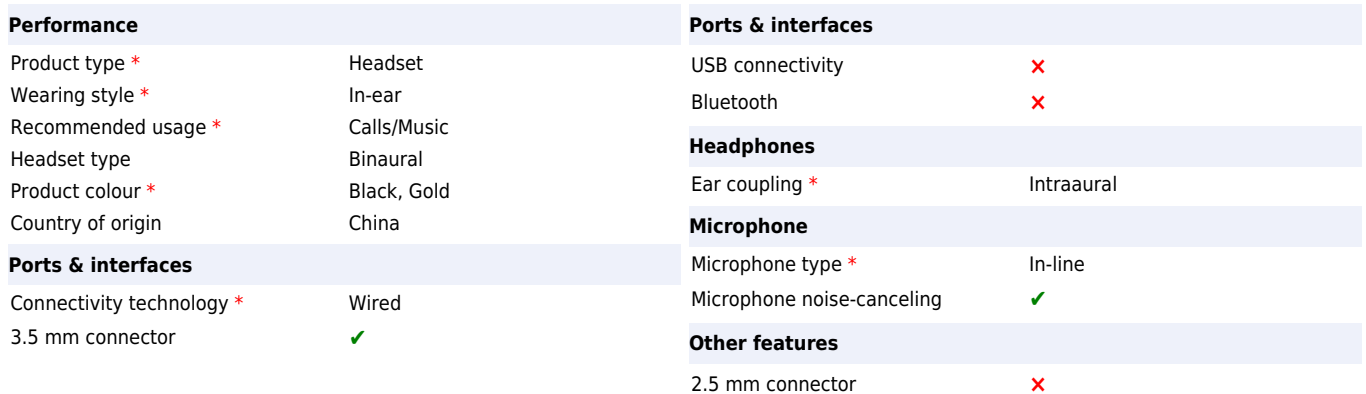 Performance
Product type * Headset
Wearing style * In-ear
Recommended usage * Calls/Music
Headset type Binaural
Product colour * Black, Gold
Country of origin China
Ports & interfaces
Connectivity technology * Wired
3.5 mm connector ✔
Ports & interfaces
USB connectivity ✕
Bluetooth ✕
Headphones
Ear coupling * Intraaural
Microphone
Microphone type * In-line
Microphone noise-canceling ✔
Other features
2.5 mm connector ✕